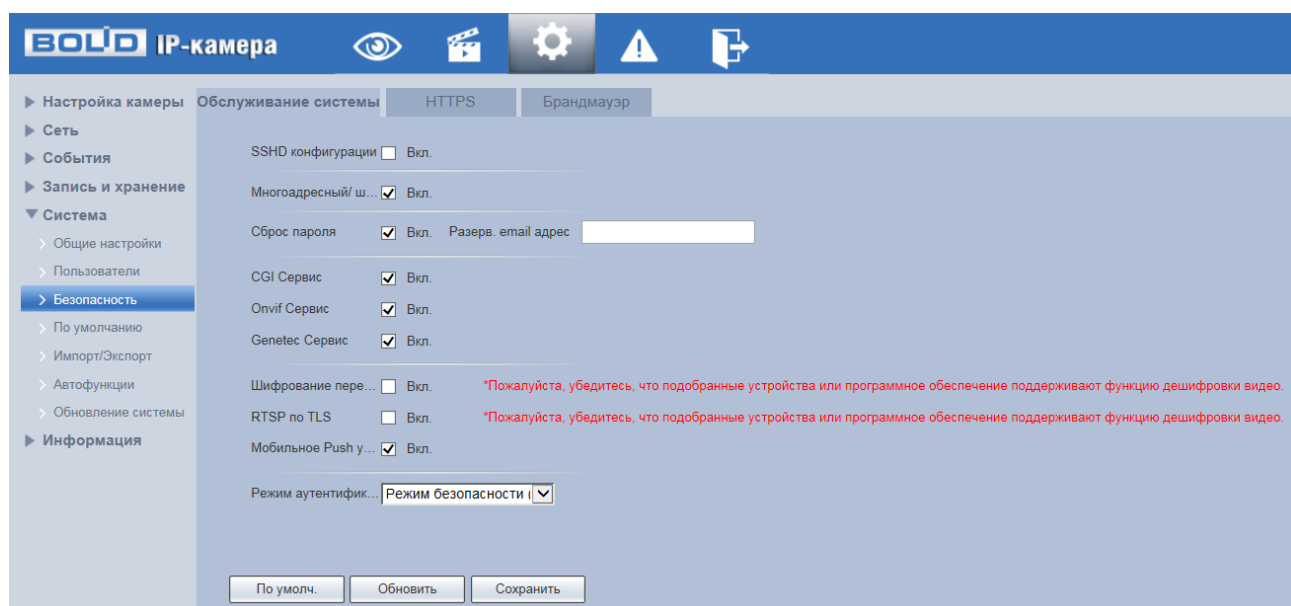 BOLID IP-камера
Настройка камеры
Сеть
События
Запись и хранение
Система
Общие настройки
Пользователи
Безопасность
По умолчанию
Импорт/Экспорт
Автофункции
Обновление системы
Информация
Обслуживание системы HTTPS Брандмауэр
SSHD конфигурации Вкл.
Многоадресный/ ш... Вкл.
Сброс пароля Вкл. Разерв. email адрес
CGI Сервис Вкл.
Onvif Сервис Вкл.
Genetec Сервис Вкл.
Шифрование пере... Вкл. *Пожалуйста, убедитесь, что подобранные устройства или программное обеспечение поддерживают функцию дешифровки видео.
RTSP по TLS Вкл. *Пожалуйста, убедитесь, что подобранные устройства или программное обеспечение поддерживают функцию дешифровки видео.
Мобильное Push у... Вкл.
Режим аутентифик... Режим безопасности (
По умолч. Обновить Сохранить